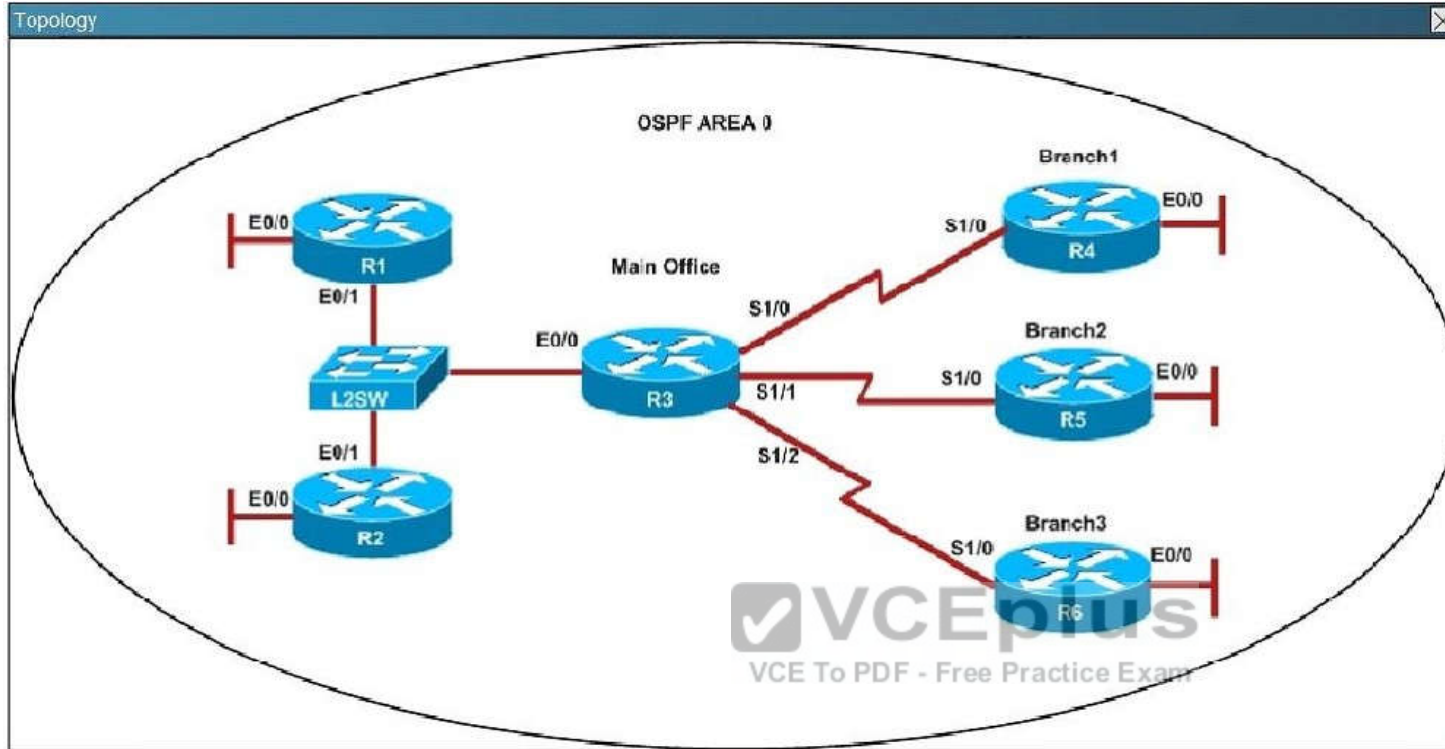 Topology
OSPF AREA 0
Branch1
E0/0
E0/0
S1/0
R4
R1
Main Office
E0/1
S1/0
Branch2
E0/0
S1/0
E0/0
L2SW
R3
S1/1
R5
E0/1
S1/2
E0/0
Branch3
R2
S1/0
E0/0
R6
VCEplus
VCE To PDF - Free Practice Exam